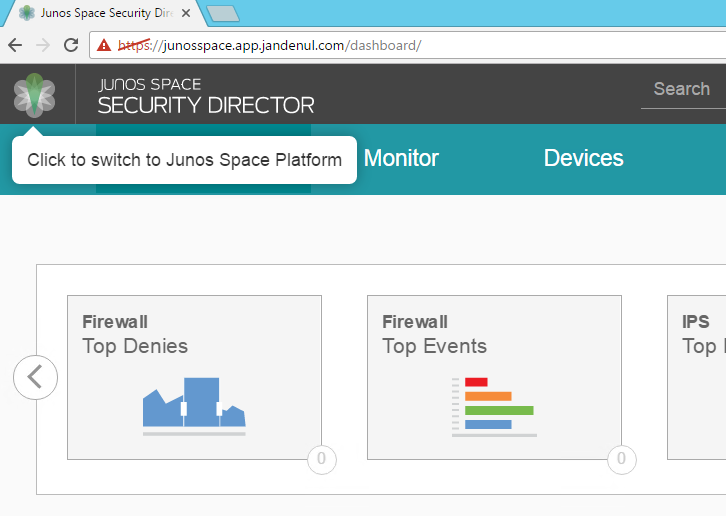 Junos Space Security Dire
https://junosspace.app.jandenul.com/dashboard/
JUNOS SPACE
SECURITY DIRECTOR
Search
Click to switch to Junos Space Platform
Monitor
Devices
Firewall
Top Denies
0
Firewall
Top Events
0
IPS
Top